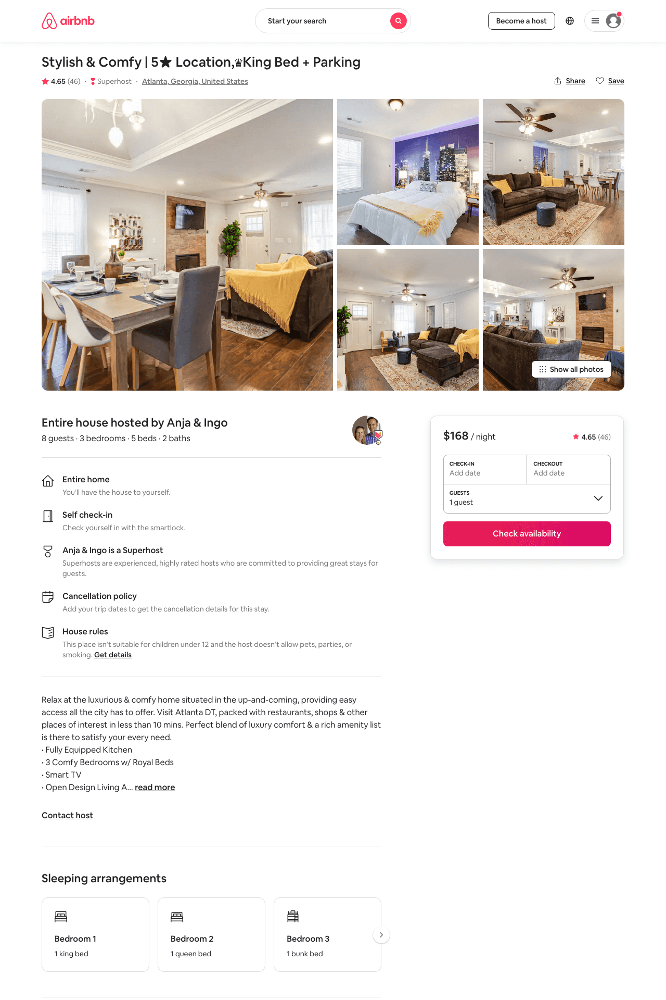 airbnb
Start your search
Become a host
Stylish & Comfy | 5★ Location,♛King Bed + Parking
4.65 (46) · Superhost · Atlanta, Georgia, United States
Share
Save
Show all photos
Entire house hosted by Anja & Ingo
8 guests · 3 bedrooms · 5 beds · 2 baths
$168 / night
4.65 (46)
CHECK-IN
Add date
CHECKOUT
Add date
GUESTS
1 guest
Check availability
Entire home
You’ll have the house to yourself.
Self check-in
Check yourself in with the smartlock.
Anja & Ingo is a Superhost
Superhosts are experienced, highly rated hosts who are committed to providing great stays for
guests.
Cancellation policy
Add your trip dates to get the cancellation details for this stay.
House rules
This place isn’t suitable for children under 12 and the host doesn’t allow pets, parties, or
smoking. Get details
Relax at the luxurious & comfy home situated in the up-and-coming, providing easy
access all the city has to offer. Visit Atlanta DT, packed with restaurants, shops & other
places of interest in less than 10 mins. Perfect blend of luxury comfort & a rich amenity list
is there to satisfy your every need.
· Fully Equipped Kitchen
· 3 Comfy Bedrooms w/ Royal Beds
· Smart TV
· Open Design Living A... read more
Contact host
Sleeping arrangements
Bedroom 1
1 king bed
Bedroom 2
1 queen bed
Bedroom 3
1 bunk bed